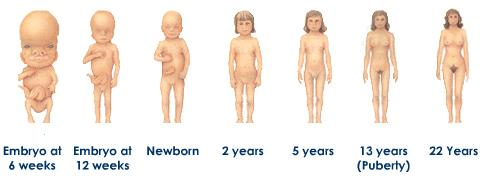 Embryo at 6 weeks
Embryo at 12 weeks
Newborn
2 years
5 years
13 years (Puberty)
22 Years